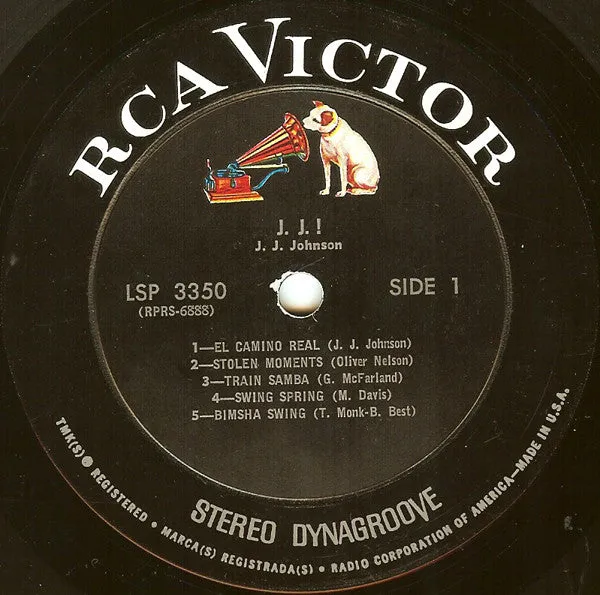 RCA VICTOR
J. J. !
J. J. Johnson
LSP 3350
SIDE 1
(RPRS-6888)
1—EL CAMINO REAL (J. J. Johnson)
2—STOLEN MOMENTS (Oliver Nelson)
3—TRAIN SAMBA (G. McFarland)
4—SWING SPRING (M. Davis)
5—BIMSHA SWING (T. Monk-B. Best)
STEREO DYNAGROOVE
TMK(S) ® REGISTERED • MARCA(S) REGISTRADA(S) • RADIO CORPORATION OF AMERICA—MADE IN U.S.A.